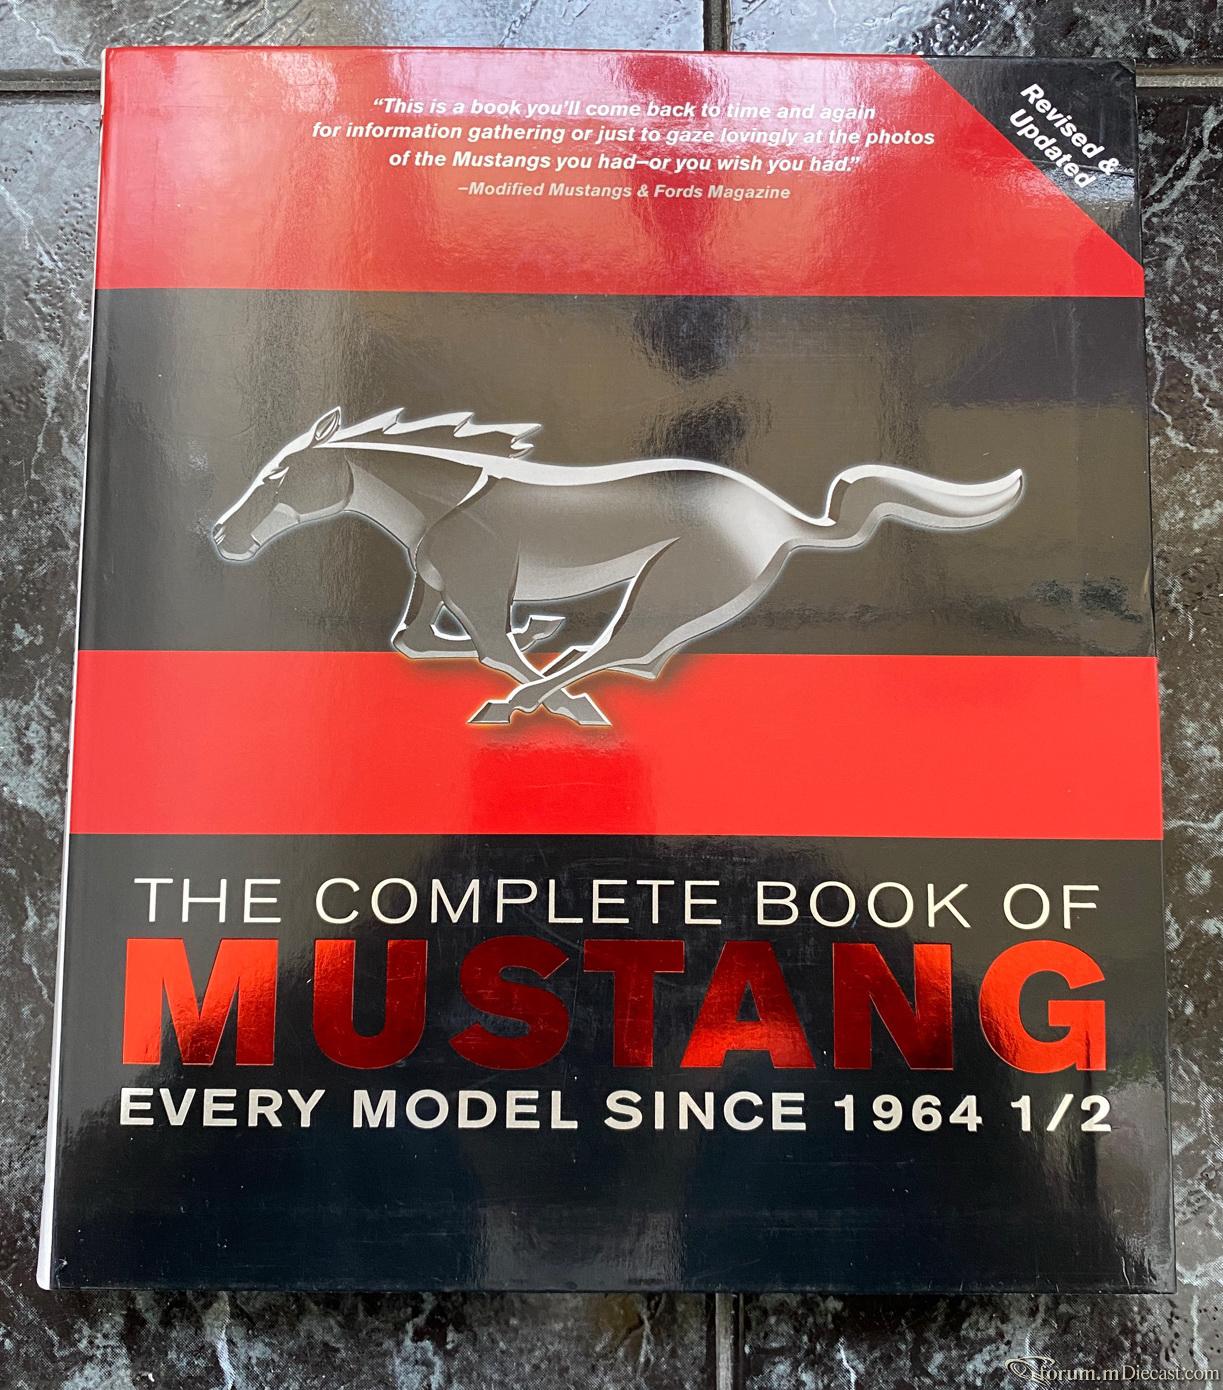 “This is a book you’ll come back to time and again
for information gathering or just to gaze lovingly at the photos
of the Mustangs you had—or you wish you had.”
—Modified Mustangs & Fords Magazine
Revised &
Updated
THE COMPLETE BOOK OF
MUSTANG
EVERY MODEL SINCE 1964 1/2
forum.mDiecast.com